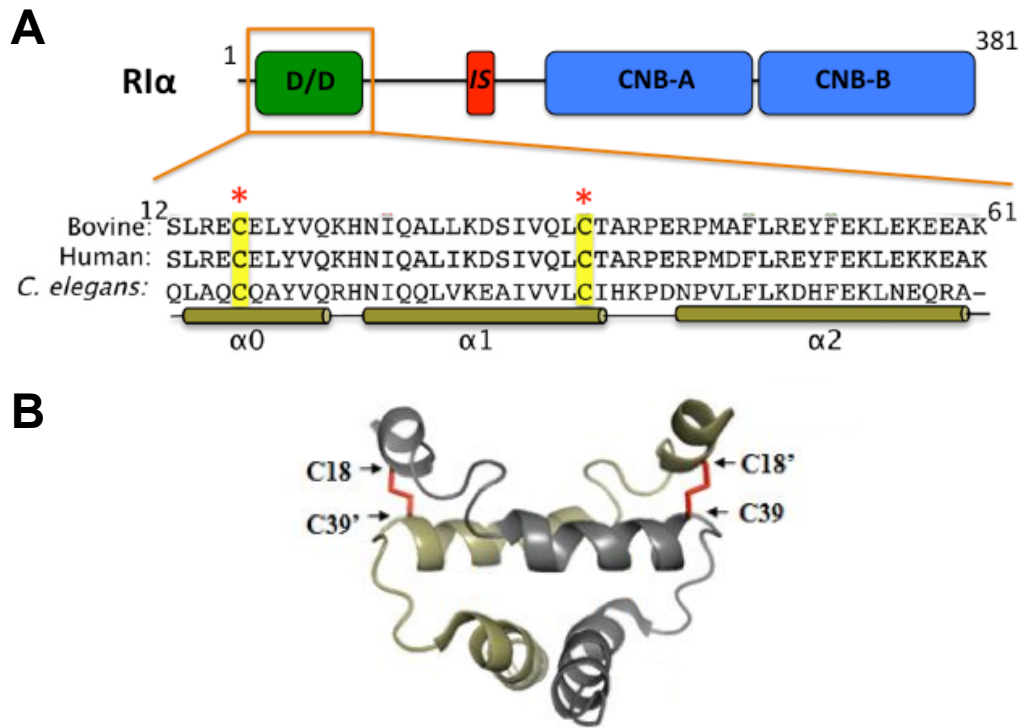 A
1
381
RIα
D/D
IS
CNB-A
CNB-B
* *
12
61
Bovine: SLRECELYVQKHNIQALLKDSIVQLCTARPERPMAFLREYFEKLEKEEAK
Human: SLRECELYVQKHNIQALIKDSIVQLCTARPERPMDFLREYFEKLEKKEAK
C. elegans: QLAQCQAYVQRHNIQQLVKEAIVVLCIHKPDNPVLFLKDHFEKLNEQRA-
α0 α1 α2
B
C18
C18’
C39’
C39